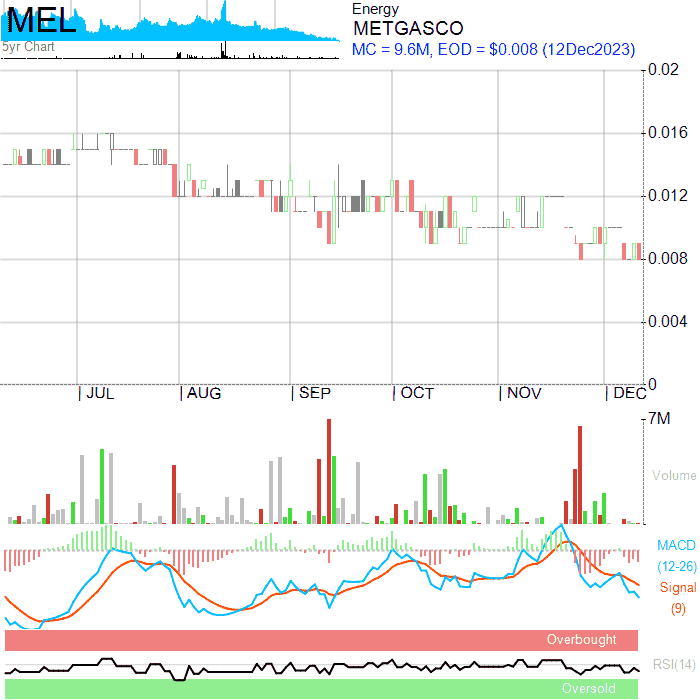 MEL
5yr Chart
Energy
METGASCO
MC = 9.6M, EOD = $0.008 (12Dec2023)
0.02
0.016
0.012
0.008
0.004
0
JUL
AUG
SEP
OCT
NOV
DEC
7M
Volume
MACD
(12-26)
Signal
(9)
Overbought
RSI(14)
Oversold